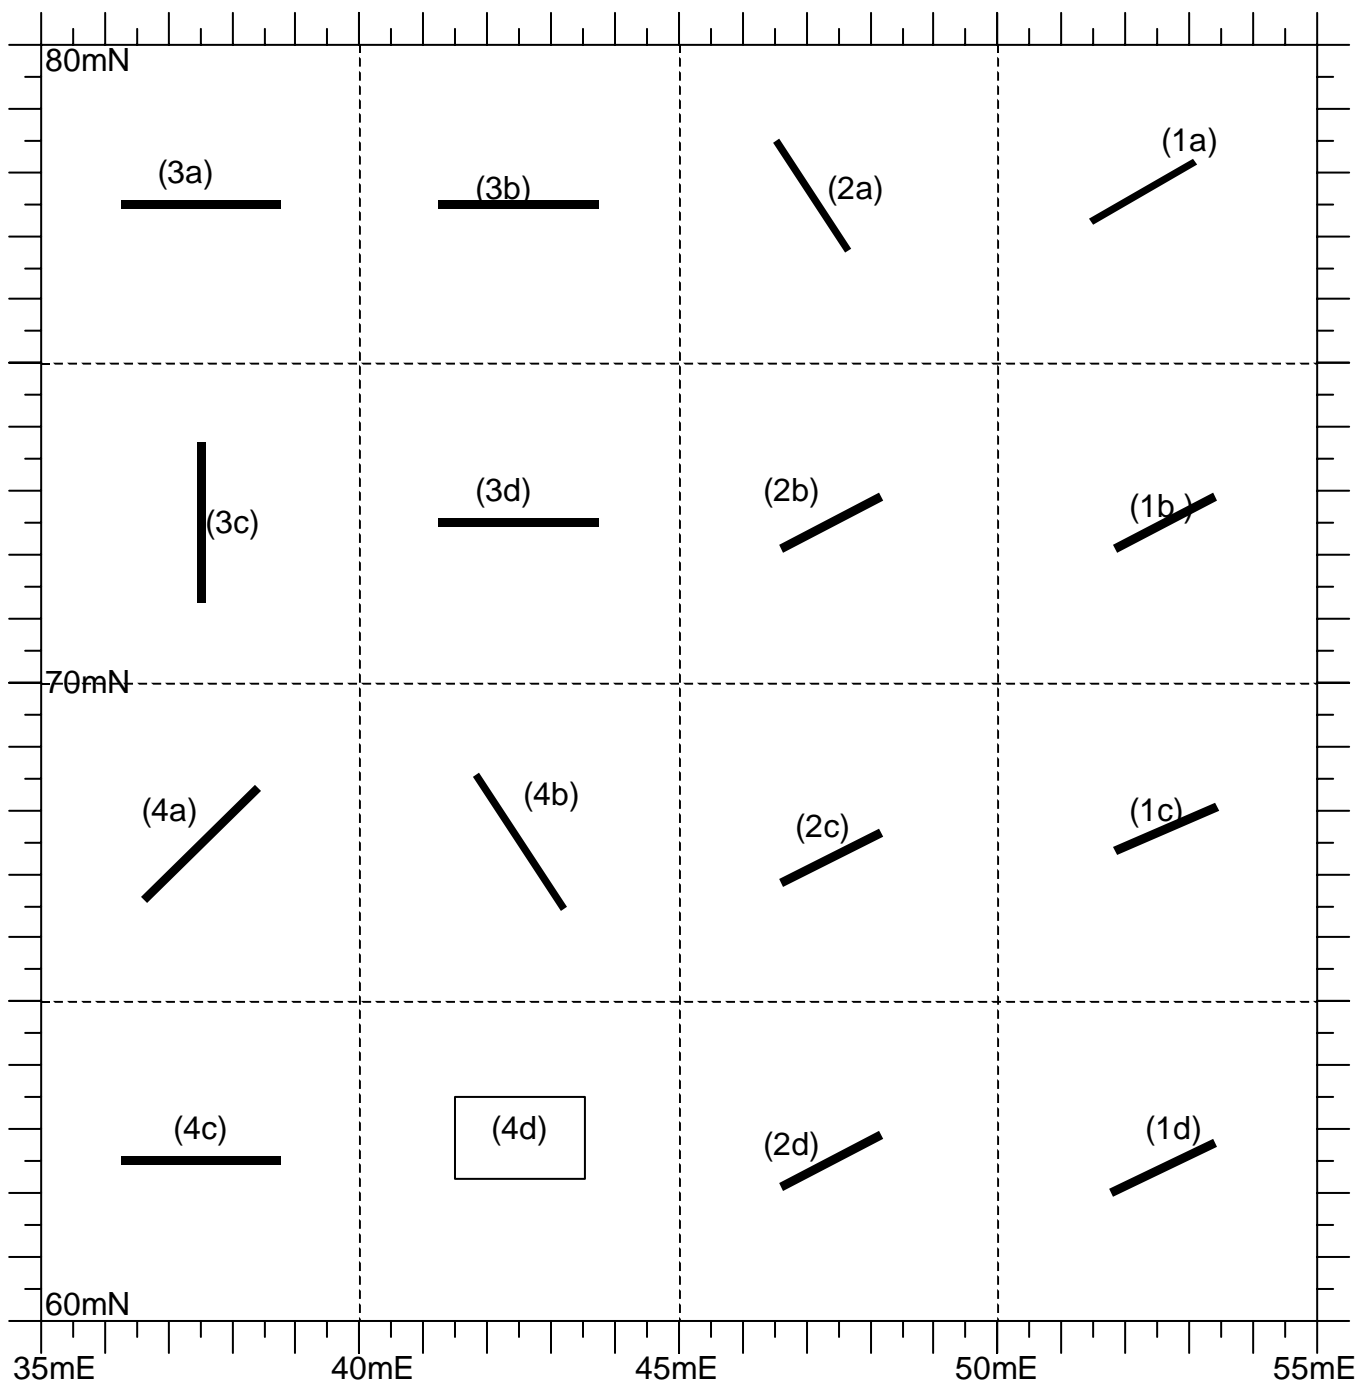 80mN
(1a)
(3a)
(3b)
(2a)
(3d)
(2b)
(1b )
(3c)
70mN
(4b)
(4a)
(1c)
(2c)
(4c)
(4d)
(1d)
(2d)
60mN
35mE
40mE
45mE
50mE
55mE